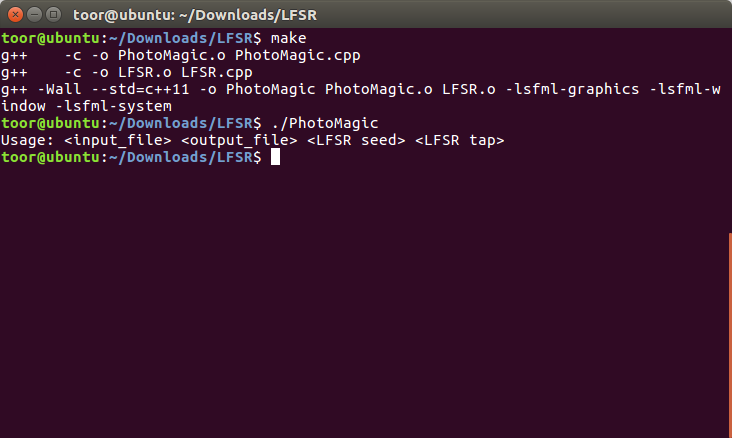 toor@ubuntu: ~/Downloads/LFSR
toor@ubuntu:~/Downloads/LFSR$ make
g++    -c -o PhotoMagic.o PhotoMagic.cpp
g++    -c -o LFSR.o LFSR.cpp
g++ -Wall --std=c++11 -o PhotoMagic PhotoMagic.o LFSR.o -lsfml-graphics -lsfml-w
indow -lsfml-system
toor@ubuntu:~/Downloads/LFSR$ ./PhotoMagic
Usage: <input_file> <output_file> <LFSR seed> <LFSR tap>
toor@ubuntu:~/Downloads/LFSR$